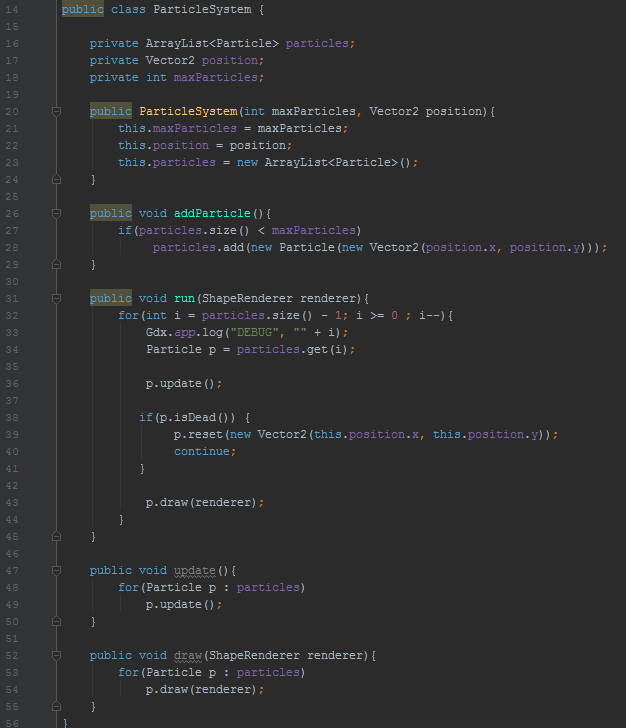 14 public class ParticleSystem {
15
16     private ArrayList<Particle> particles;
17     private Vector2 position;
18     private int maxParticles;
19
20     public ParticleSystem(int maxParticles, Vector2 position){
21         this.maxParticles = maxParticles;
22         this.position = position;
23         this.particles = new ArrayList<Particle>();
24     }
25
26     public void addParticle(){
27         if(particles.size() < maxParticles)
28              particles.add(new Particle(new Vector2(position.x, position.y)));
29     }
30
31     public void run(ShapeRenderer renderer){
32         for(int i = particles.size() - 1; i >= 0 ; i--){
33             Gdx.app.log("DEBUG", "" + i);
34             Particle p = particles.get(i);
35
36             p.update();
37
38            if(p.isDead()) {
39                 p.reset(new Vector2(this.position.x, this.position.y));
40                 continue;
41            }
42
43             p.draw(renderer);
44         }
45     }
46
47     public void update(){
48         for(Particle p : particles)
49             p.update();
50     }
51
52     public void draw(ShapeRenderer renderer){
53         for(Particle p : particles)
54             p.draw(renderer);
55     }
56 }